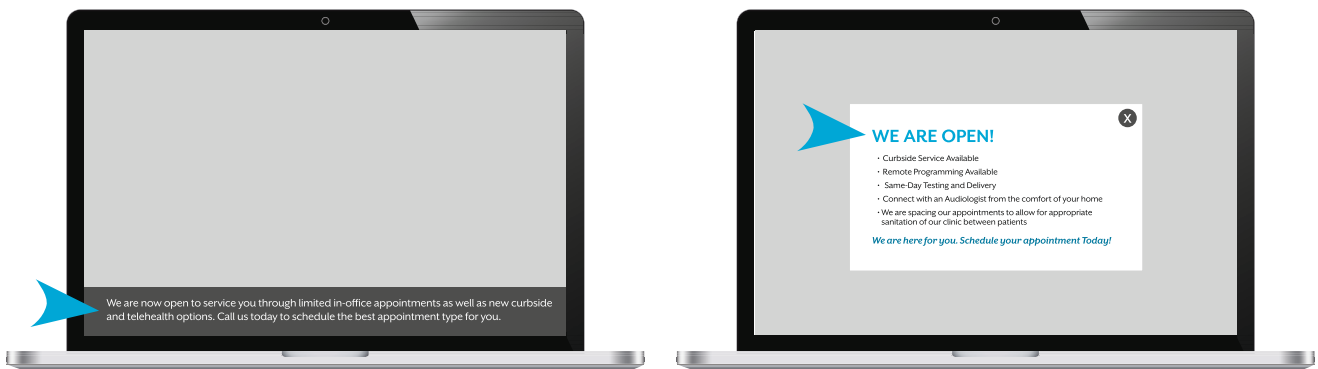 We are now open to service you through limited in-office appointments as well as new curbside
and telehealth options. Call us today to schedule the best appointment type for you.
X
WE ARE OPEN!
· Curbside Service Available
· Remote Programming Available
· Same-Day Testing and Delivery
· Connect with an Audiologist from the comfort of your home
· We are spacing our appointments to allow for appropriate
sanitation of our clinic between patients
We are here for you. Schedule your appointment Today!